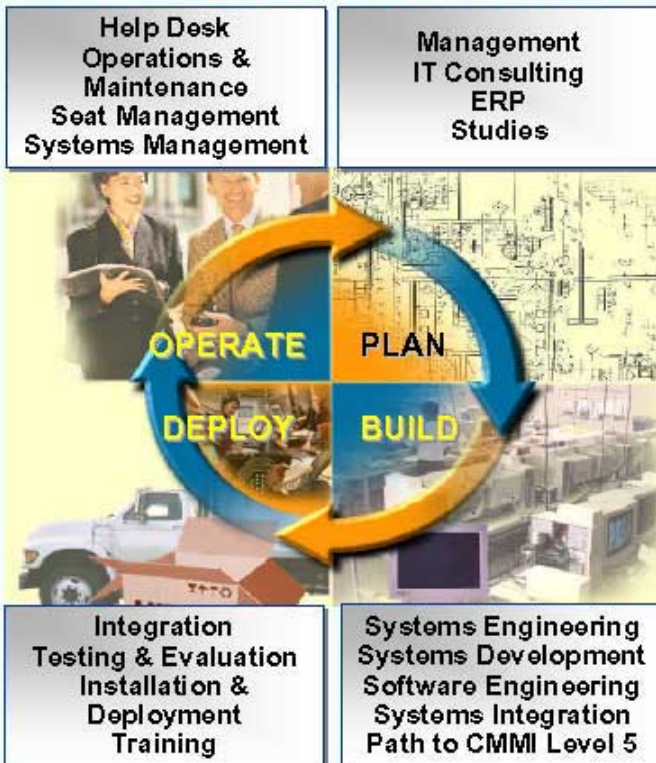 Help Desk
Operations &
Maintenance
Seat Management
Systems Management
Management
IT Consulting
ERP
Studies
OPERATE
PLAN
DEPLOY
BUILD
Integration
Testing & Evaluation
Installation &
Deployment
Training
Systems Engineering
Systems Development
Software Engineering
Systems Integration
Path to CMMI Level 5